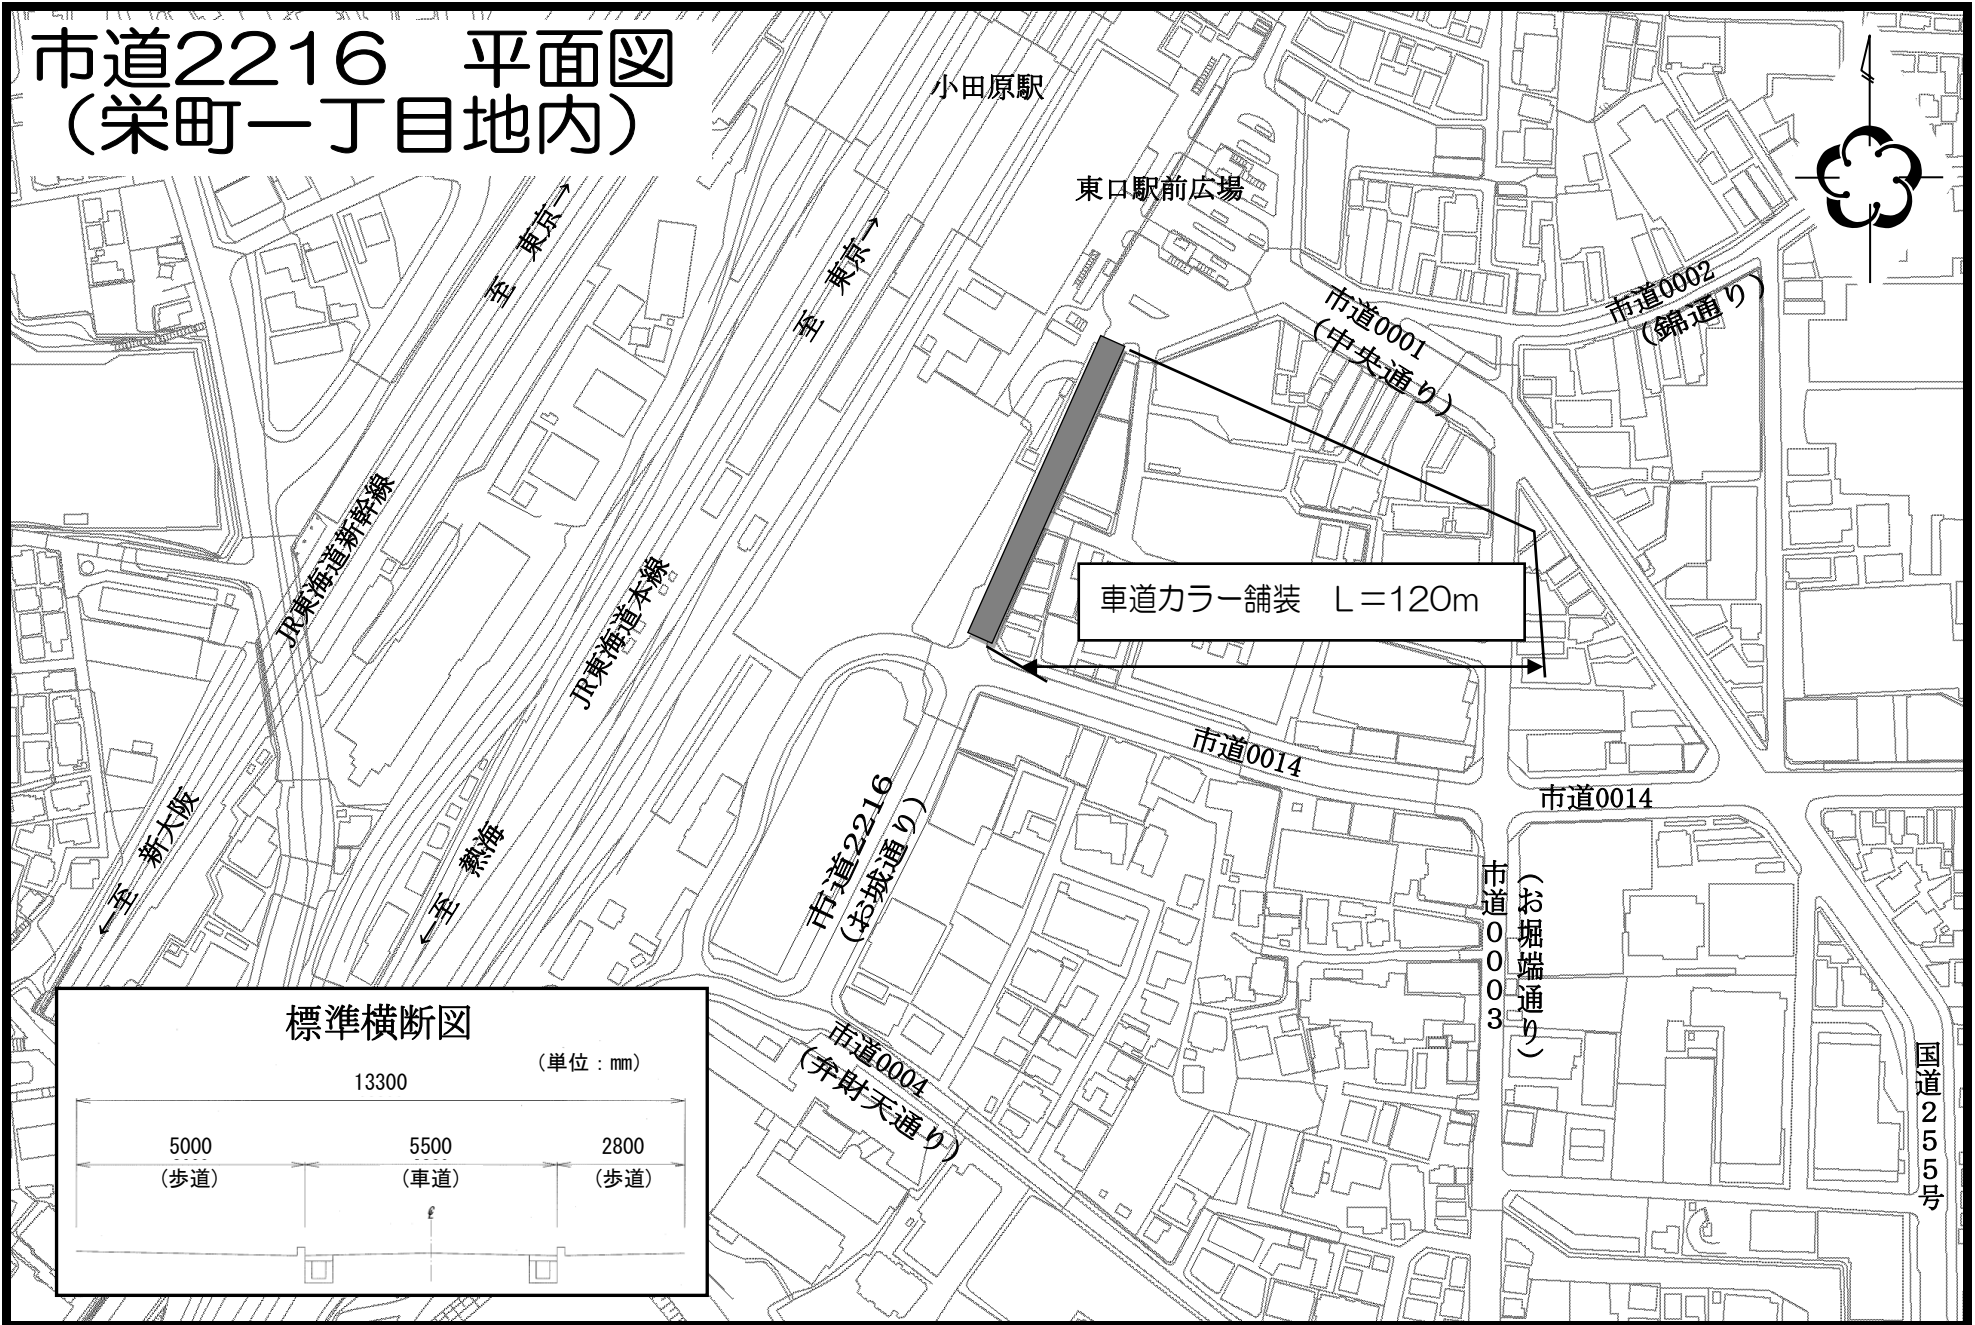 市道2216　平面図
（栄町一丁目地内）
小田原駅
東口駅前広場
至　東京→
至　東京→
市道0002
（錦通り）
市道0001
（中央通り）
JR東海道新幹線
JR東海道本線
車道カラー舗装　L＝120m
市道0014
市道0014
市道2216
（お城通り）
←至　新大阪
←至　熱海
市道0003
（お堀端通り）
市道0004
（弁財天通り）
国道255号
標準横断図
（単位：mm）
13300
5000
5500
2800
（歩道）
（車道）
（歩道）